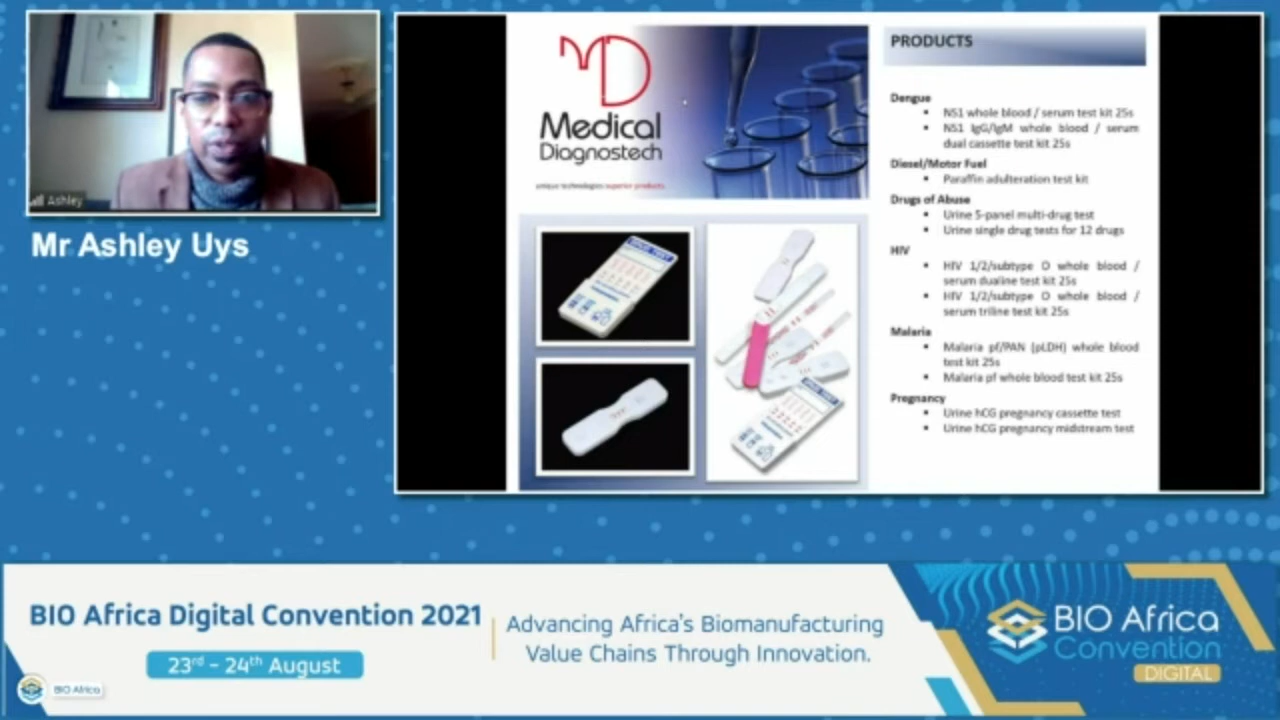 Ashley
Mr Ashley Uys
MD
Medical
Diagnostech
unique technologies superior products
DRUG TEST
PRODUCTS
Dengue
▪ NS1 whole blood / serum test kit 25s
▪ NS1 IgG/IgM whole blood / serum
dual cassette test kit 25s
Diesel/Motor Fuel
▪ Paraffin adulteration test kit
Drugs of Abuse
▪ Urine 5-panel multi-drug test
▪ Urine single drug tests for 12 drugs
HIV
▪ HIV 1/2/subtype O whole blood /
serum dualine test kit 25s
▪ HIV 1/2/subtype O whole blood /
serum triline test kit 25s
Malaria
▪ Malaria pf/PAN (pLDH) whole blood
test kit 25s
▪ Malaria pf whole blood test kit 25s
Pregnancy
▪ Urine hCG pregnancy cassette test
▪ Urine hCG pregnancy midstream test
BIO Africa Digital Convention 2021
23rd - 24th August
Advancing Africa's Biomanufacturing
Value Chains Through Innovation.
BIO Africa
Convention
DIGITAL
BIO Africa